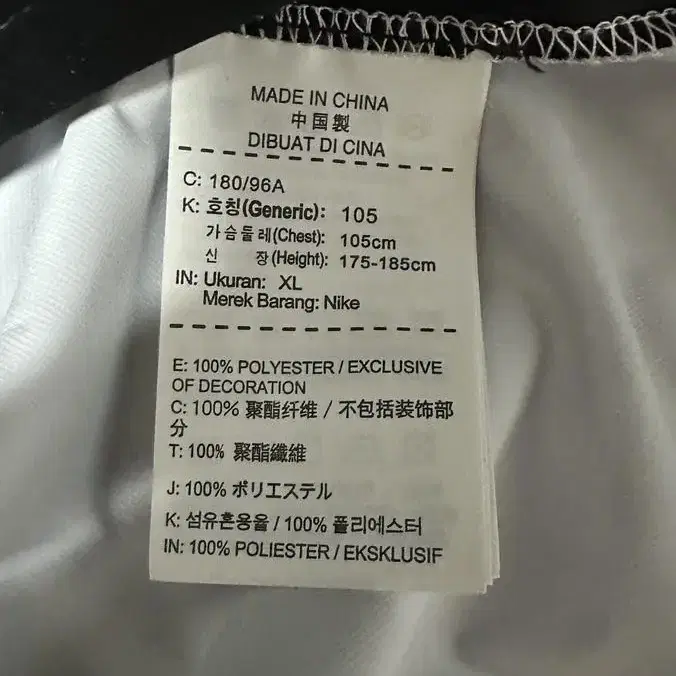 MADE IN CHINA
中国製
DIBUAT DI CINA
C: 180/96A
K: 호칭(Generic): 105
가슴둘레(Chest): 105cm
신 장(Height): 175-185cm
IN: Ukuran: XL
Merek Barang: Nike
E: 100% POLYESTER / EXCLUSIVE
OF DECORATION
C: 100% 聚酯纤维 / 不包括装饰部
分
T: 100% 聚酯纖維
J: 100% ポリエステル
K: 섬유혼용율 / 100% 폴리에스터
IN: 100% POLIESTER / EKSKLUSIF